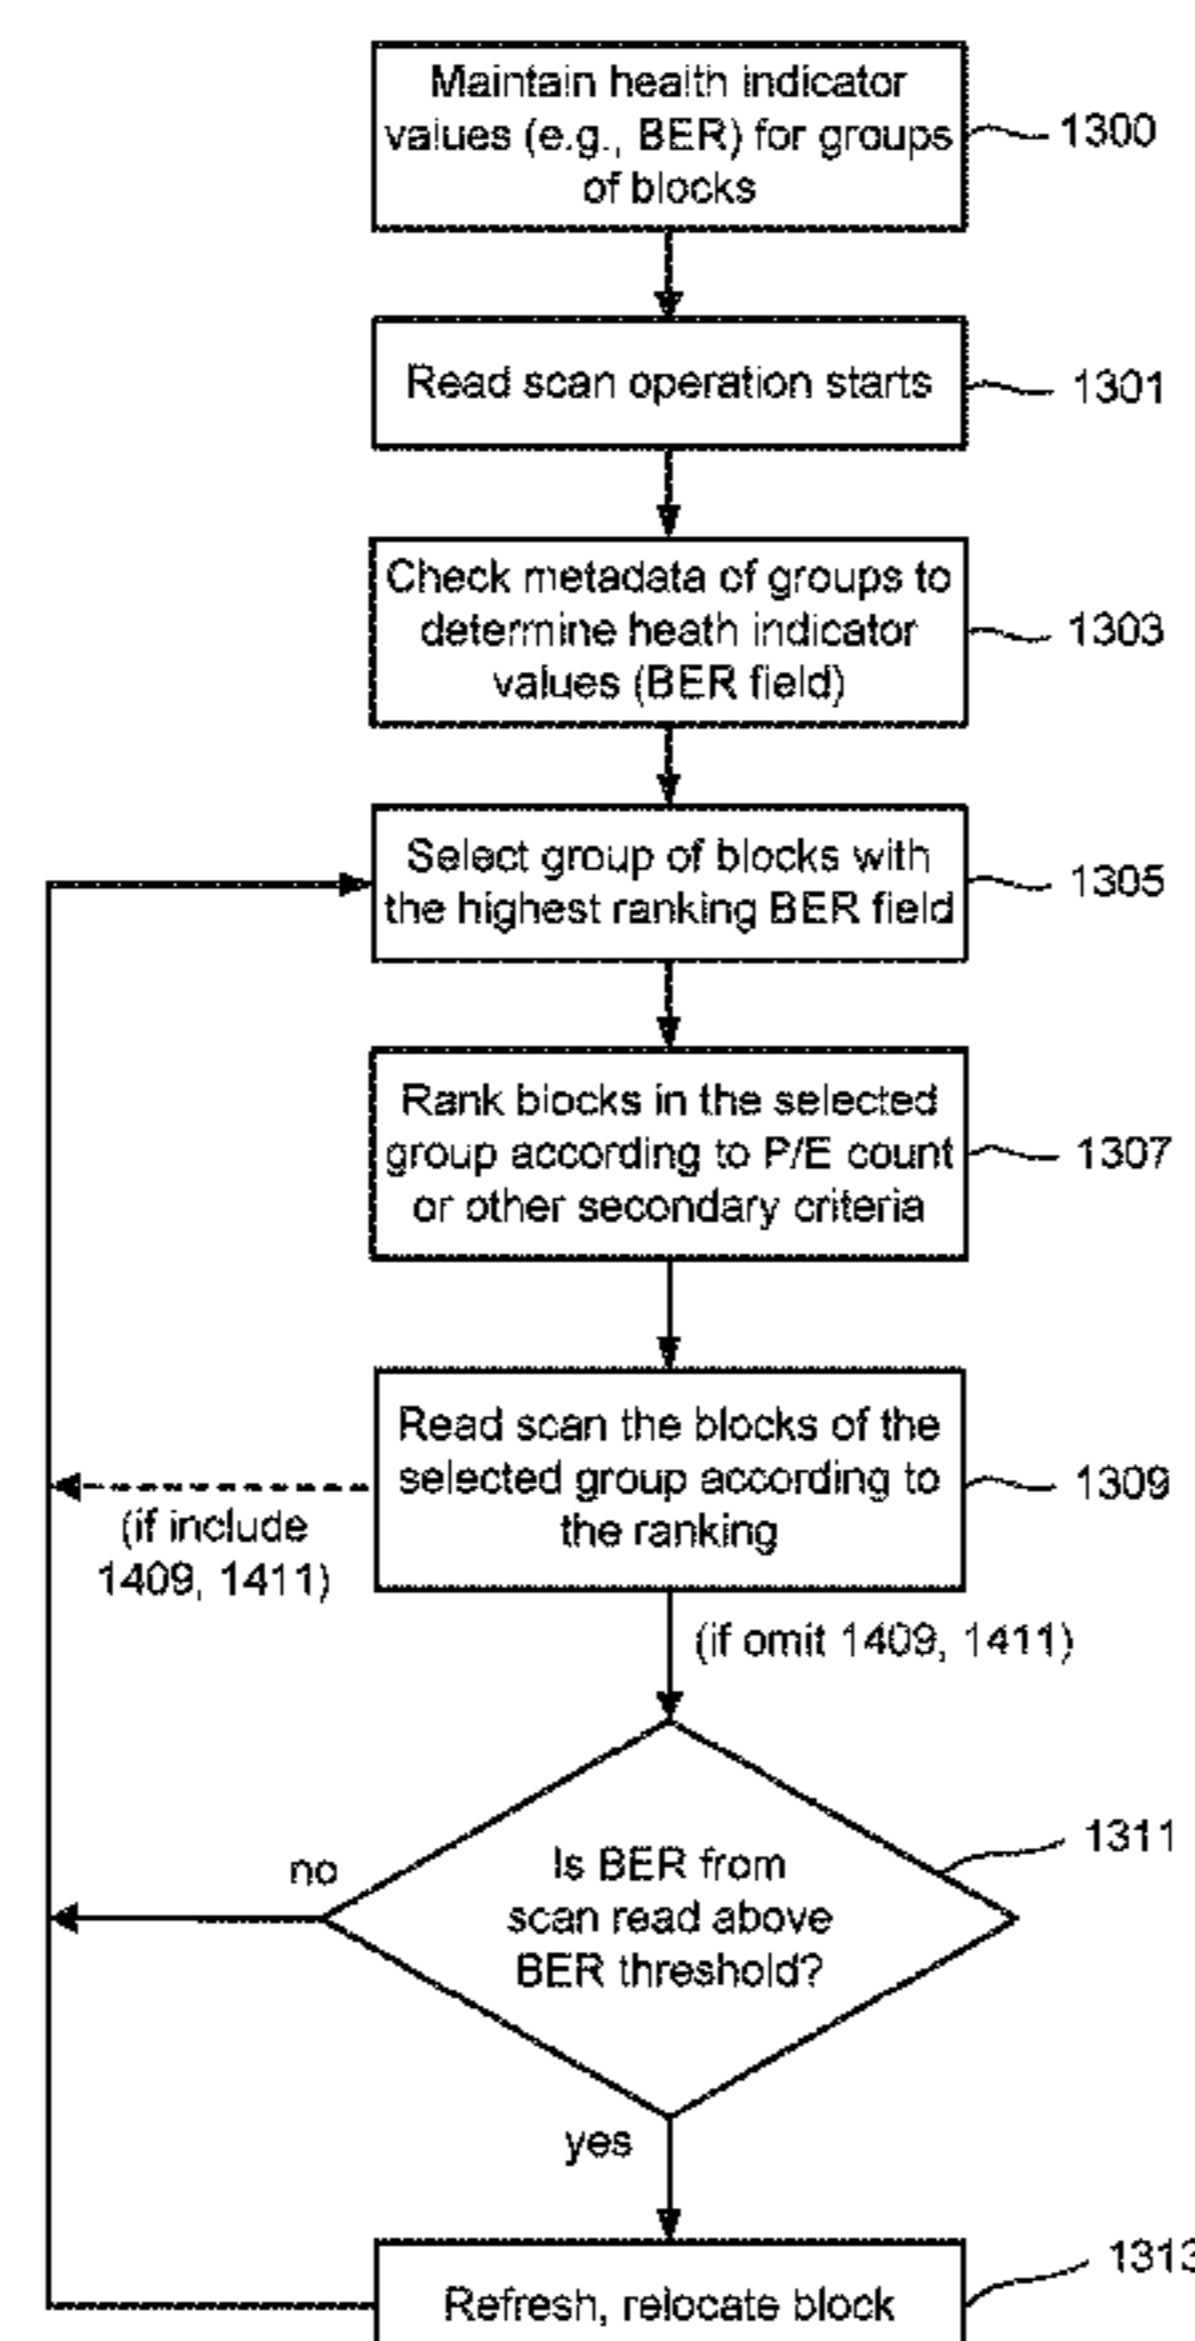 Maintain health indicator
values (e.g., BER) for groups
of blocks
1300
Read scan operation starts
1301
Check metadata of groups to
determine heath indicator
values (BER field)
1303
Select group of blocks with
the highest ranking BER field
1305
Rank blocks in the selected
group according to P/E count
or other secondary criteria
1307
Read scan the blocks of the
selected group according to
the ranking
1309
(if include
1409, 1411)
(if omit 1409, 1411)
Is BER from
scan read above
BER threshold?
1311
no
yes
Refresh, relocate block
1313